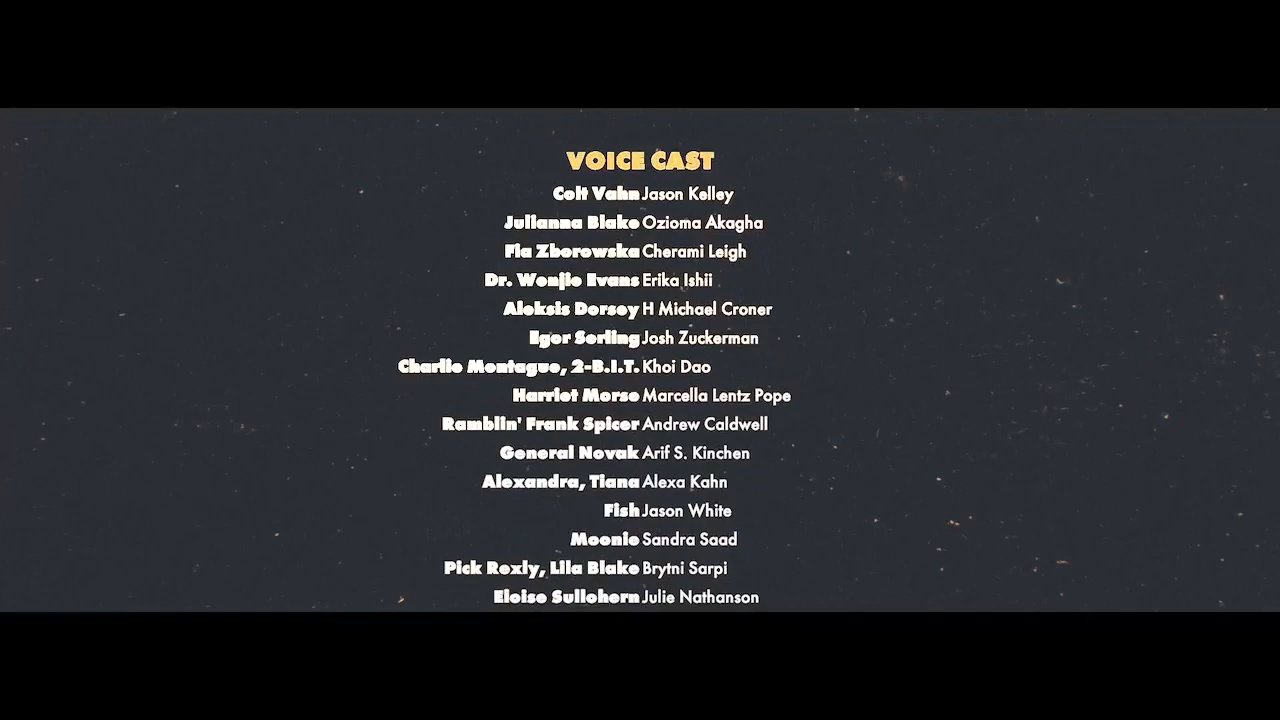 VOICE CAST
Colt Vahn Jason Kelley
Julianna Blake Ozioma Akagha
Fia Zborowska Cherami Leigh
Dr. Wenjie Evans Erika Ishii
Aleksis Dorsey H Michael Croner
Egor Serling Josh Zuckerman
Charlie Montague, 2-B.I.T. Khoi Dao
Harriet Morse Marcella Lentz Pope
Ramblin' Frank Spicer Andrew Caldwell
General Novak Arif S. Kinchen
Alexandra, Tiana Alexa Kahn
Fish Jason White
Moonie Sandra Saad
Pick Rexly, Lila Blake Brytni Sarpi
Eloise Sullohern Julie Nathanson